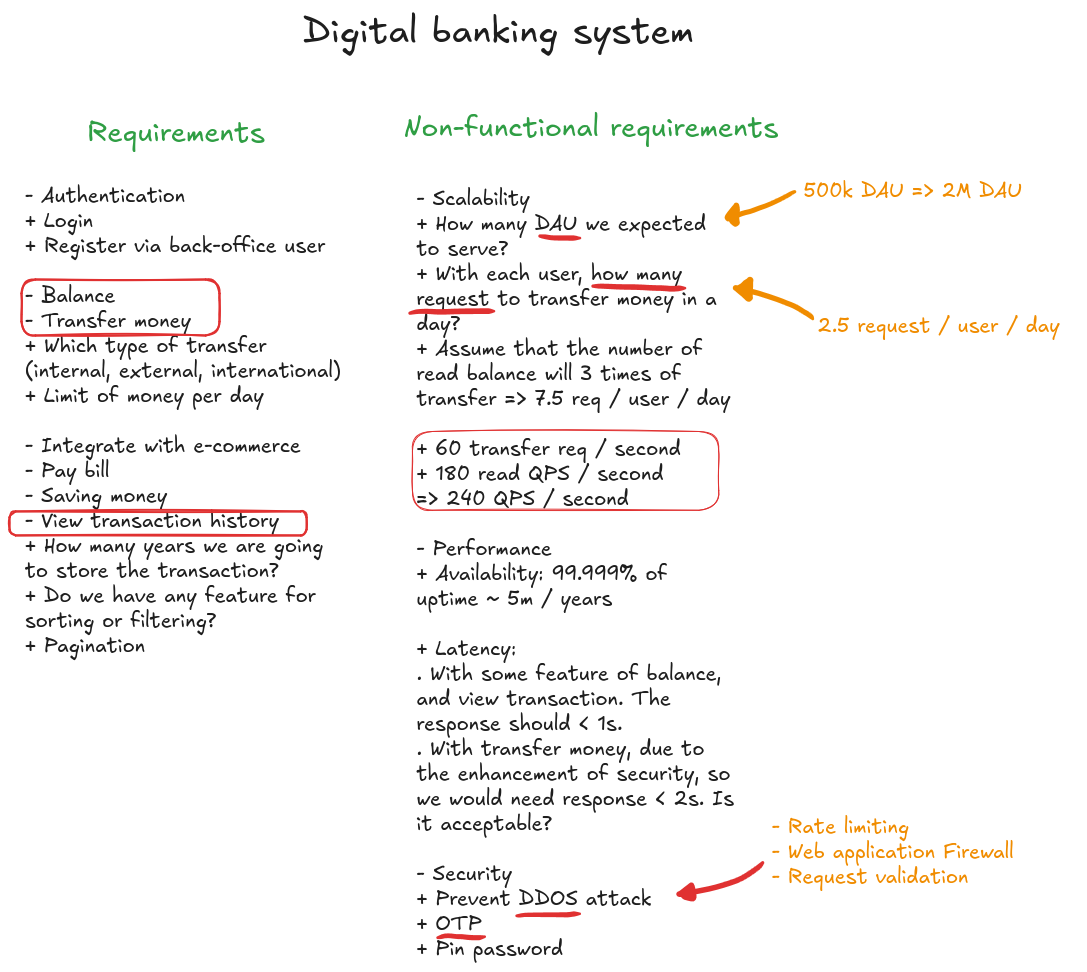 Digital banking system
Requirements
- Authentication
+ Login
+ Register via back-office user
- Balance
- Transfer money
+ Which type of transfer
(internal, external, international)
+ Limit of money per day
- Integrate with e-commerce
- Pay bill
- Saving money
- View transaction history
+ How many years we are going
to store the transaction?
+ Do we have any feature for
sorting or filtering?
+ Pagination
Non-functional requirements
- Scalability
+ How many DAU we expected
to serve?
+ With each user, how many
request to transfer money in a
day?
+ Assume that the number of
read balance will 3 times of
transfer => 7.5 req / user / day
+ 60 transfer req / second
+ 180 read QPS / second
=> 240 QPS / second
- Performance
+ Availability: 99.999% of
uptime ~ 5m / years
+ Latency:
. With some feature of balance,
and view transaction. The
response should < 1s.
. With transfer money, due to
the enhancement of security, so
we would need response < 2s. Is
it acceptable?
- Security
+ Prevent DDOS attack
+ OTP
+ Pin password
500k DAU => 2M DAU
2.5 request / user / day
- Rate limiting
- Web application Firewall
- Request validation